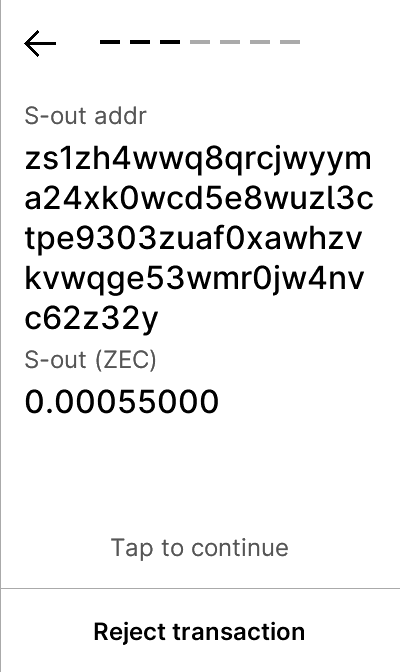 S-out addr
zs1zh4wwq8qrcjwyym
a24xk0wcd5e8wuzl3c
tpe9303zuaf0xawhzv
kvwqge53wmr0jw4nv
c62z32y
S-out (ZEC)
0.00055000
Tap to continue
Reject transaction